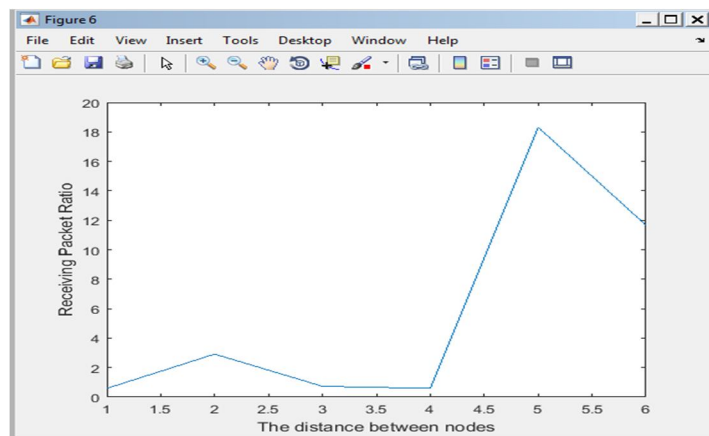 Figure 6
File Edit View Insert Tools Desktop Window Help
20
18
16
14
12
10
8
6
4
2
0
Receiving Packet Ratio
1 1.5 2 2.5 3 3.5 4 4.5 5 5.5 6
The distance between nodes